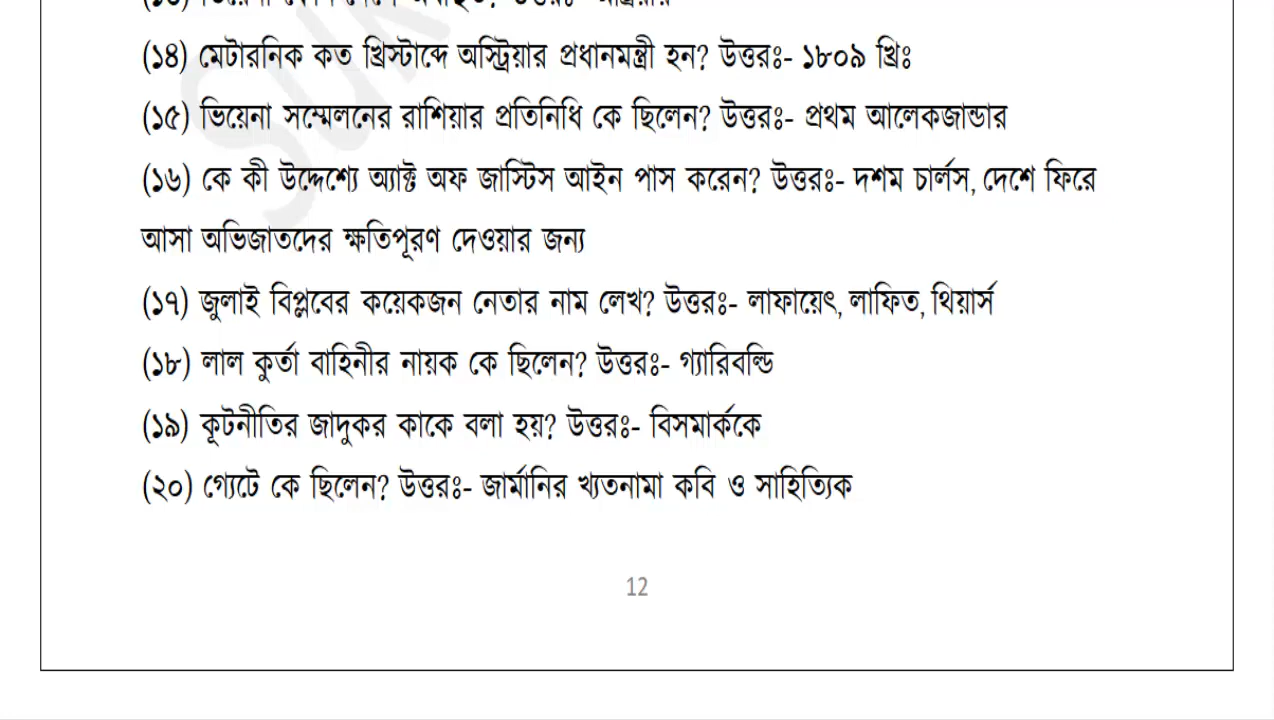 (১৪) মেটারনিক কত খ্রিস্টাব্দে অস্ট্রিয়ার প্রধানমন্ত্রী হন? উত্তরঃ- ১৮০৯ খ্রিঃ
(১৫) ভিয়েনা সম্মেলনের রাশিয়ার প্রতিনিধি কে ছিলেন? উত্তরঃ- প্রথম আলেকজান্ডার
(১৬) কে কী উদ্দেশ্যে অ্যাক্ট অফ জাস্টিস আইন পাস করেন? উত্তরঃ- দশম চার্লস, দেশে ফিরে
আসা অভিজাতদের ক্ষতিপূরণ দেওয়ার জন্য
(১৭) জুলাই বিপ্লবের কয়েকজন নেতার নাম লেখ? উত্তরঃ- লাফায়েৎ, লাফিত, থিয়ার্স
(১৮) লাল কুর্তা বাহিনীর নায়ক কে ছিলেন? উত্তরঃ- গ্যারিবল্ডি
(১৯) কূটনীতির জাদুকর কাকে বলা হয়? উত্তরঃ- বিসমার্ককে
(২০) গ্যেটে কে ছিলেন? উত্তরঃ- জার্মানির খ্যতনামা কবি ও সাহিত্যিক
12